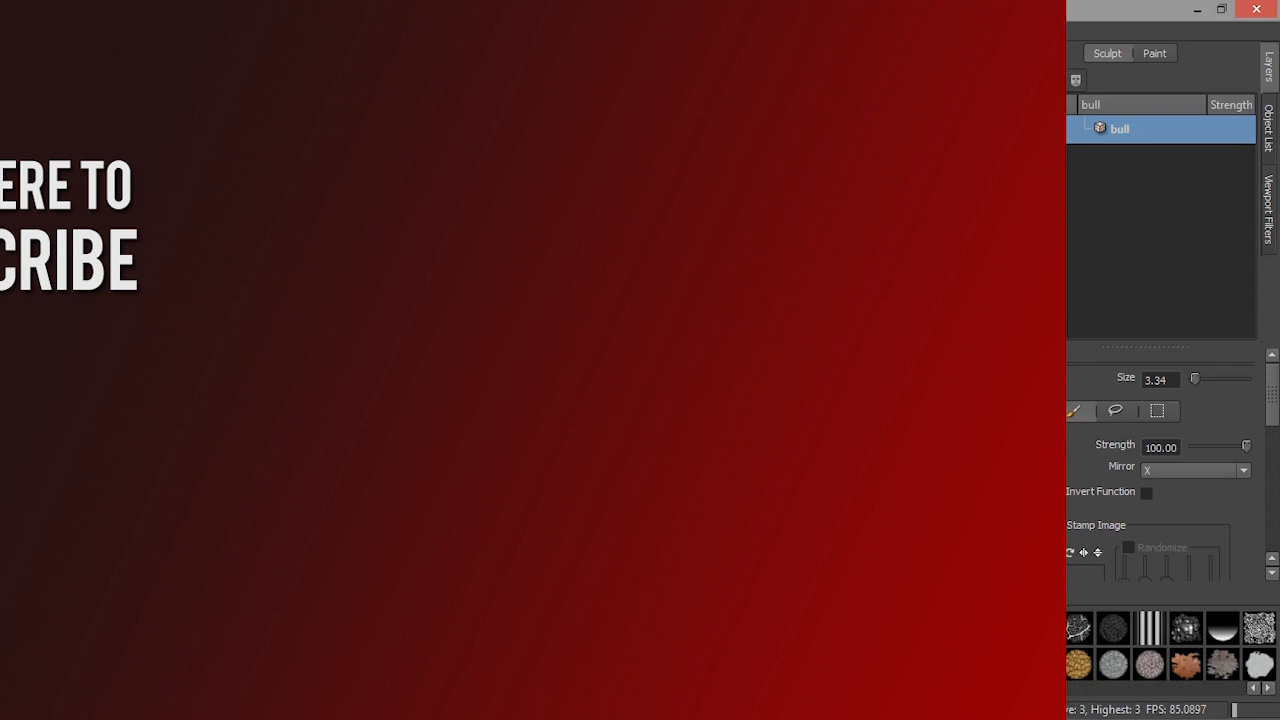 ERE TO
CRIBE
Sculpt Paint
Layers
bull Strength
bull
Object List
Viewport Filters
Size 3.34
Strength 100.00
Mirror X
Invert Function
Stamp Image
Randomize
ve: 3, Highest: 3 FPS: 85.0897